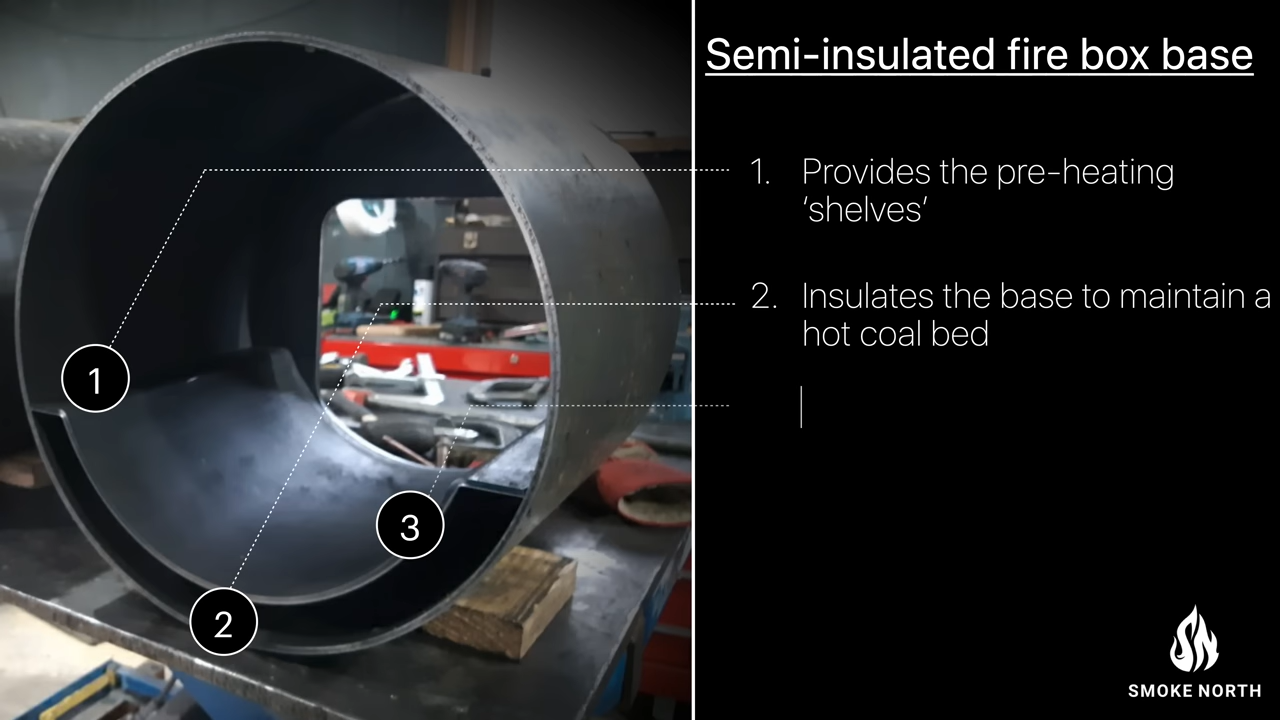 Semi-insulated fire box base
1. Provides the pre-heating
‘shelves’
2. Insulates the base to maintain a
hot coal bed
1
2
3
SN
SMOKE NORTH